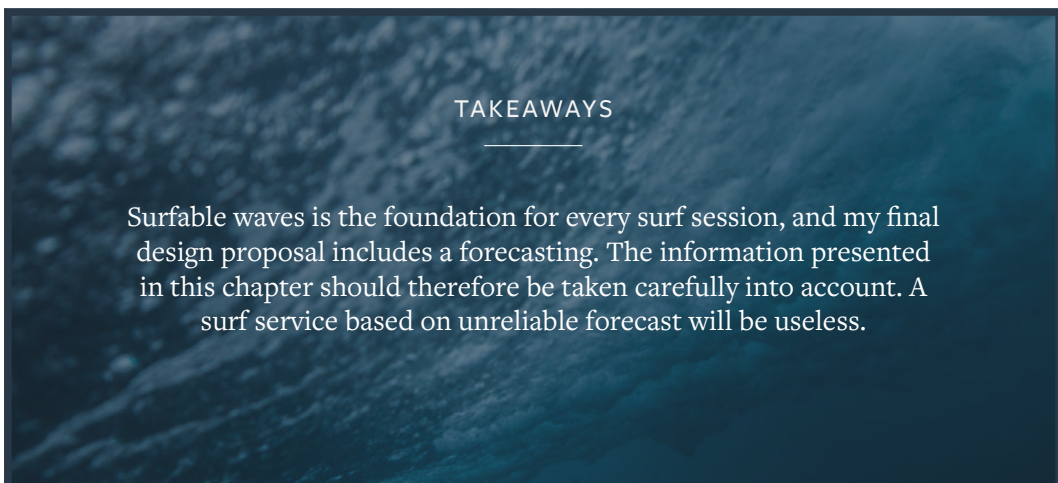 TAKEAWAYS
Surfable waves is the foundation for every surf session, and my final
design proposal includes a forecasting. The information presented
in this chapter should therefore be taken carefully into account. A
surf service based on unreliable forecast will be useless.